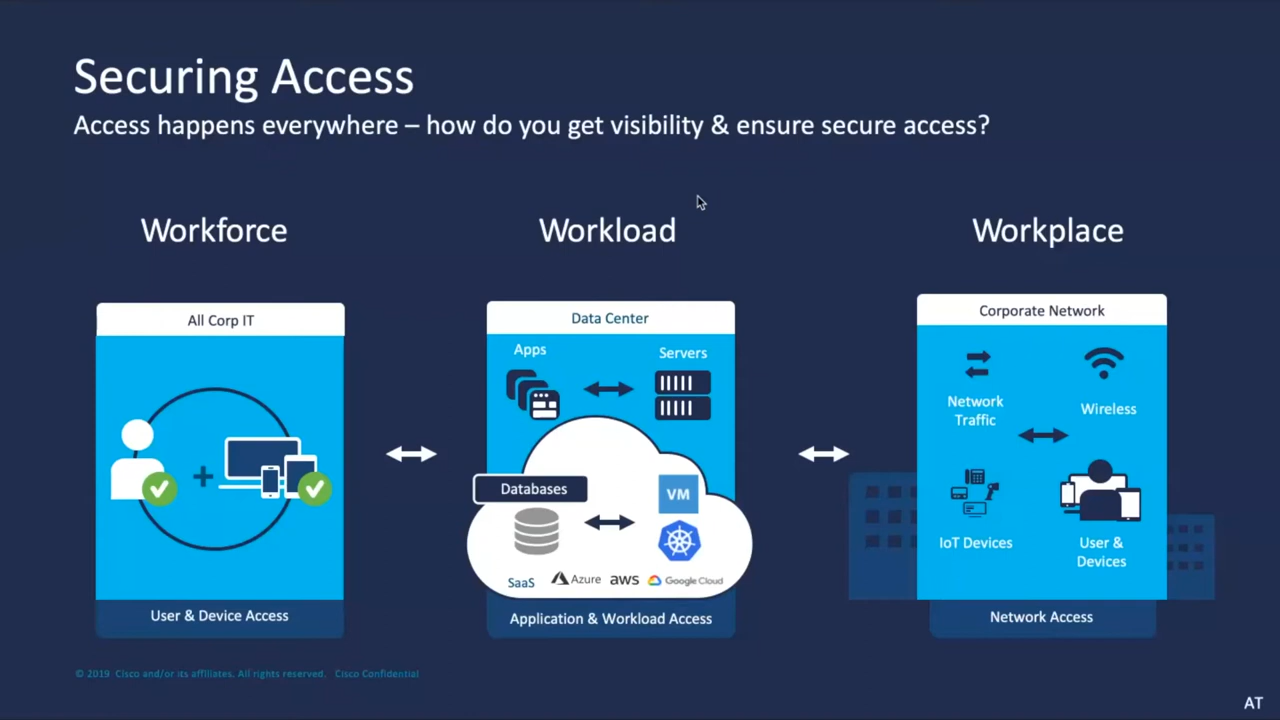 Securing Access
Access happens everywhere – how do you get visibility & ensure secure access?
Workforce
Workload
Workplace
All Corp IT
User & Device Access
Data Center
Apps
Servers
Databases
VM
SaaS
Azure
aws
Google Cloud
Application & Workload Access
Corporate Network
Network
Traffic
Wireless
IoT Devices
User &
Devices
Network Access
© 2019 Cisco and/or its affiliates. All rights reserved. Cisco Confidential
AT